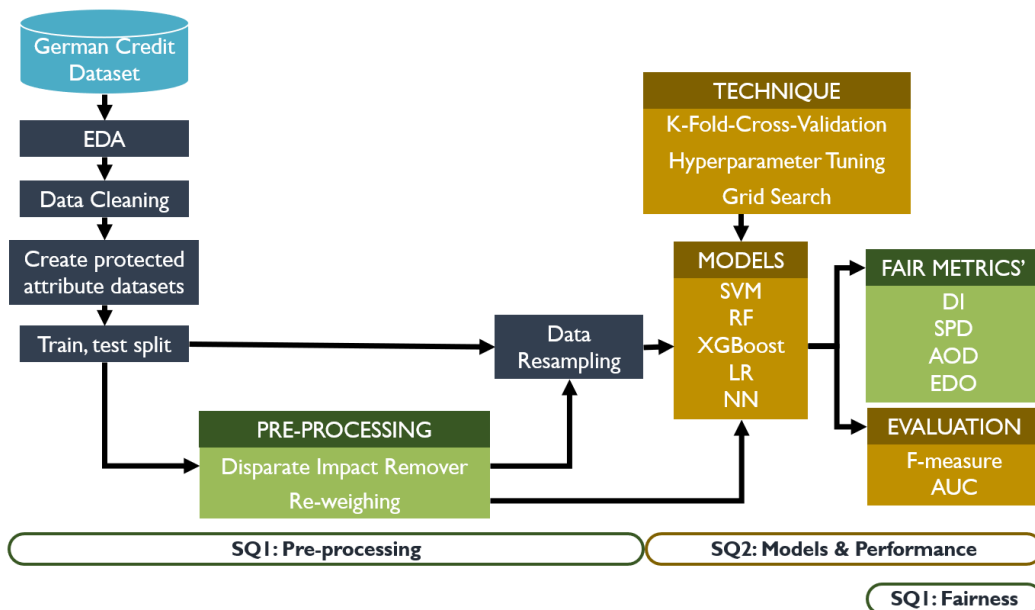 German Credit
Dataset
EDA
Data Cleaning
Create protected
attribute datasets
Train, test split
PRE-PROCESSING
Disparate Impact Remover
Re-weighing
Data
Resampling
TECHNIQUE
K-Fold-Cross-Validation
Hyperparameter Tuning
Grid Search
MODELS
SVM
RF
XGBoost
LR
NN
FAIR METRICS'
DI
SPD
AOD
EDO
EVALUATION
F-measure
AUC
SQ1: Pre-processing
SQ2: Models & Performance
SQ1: Fairness